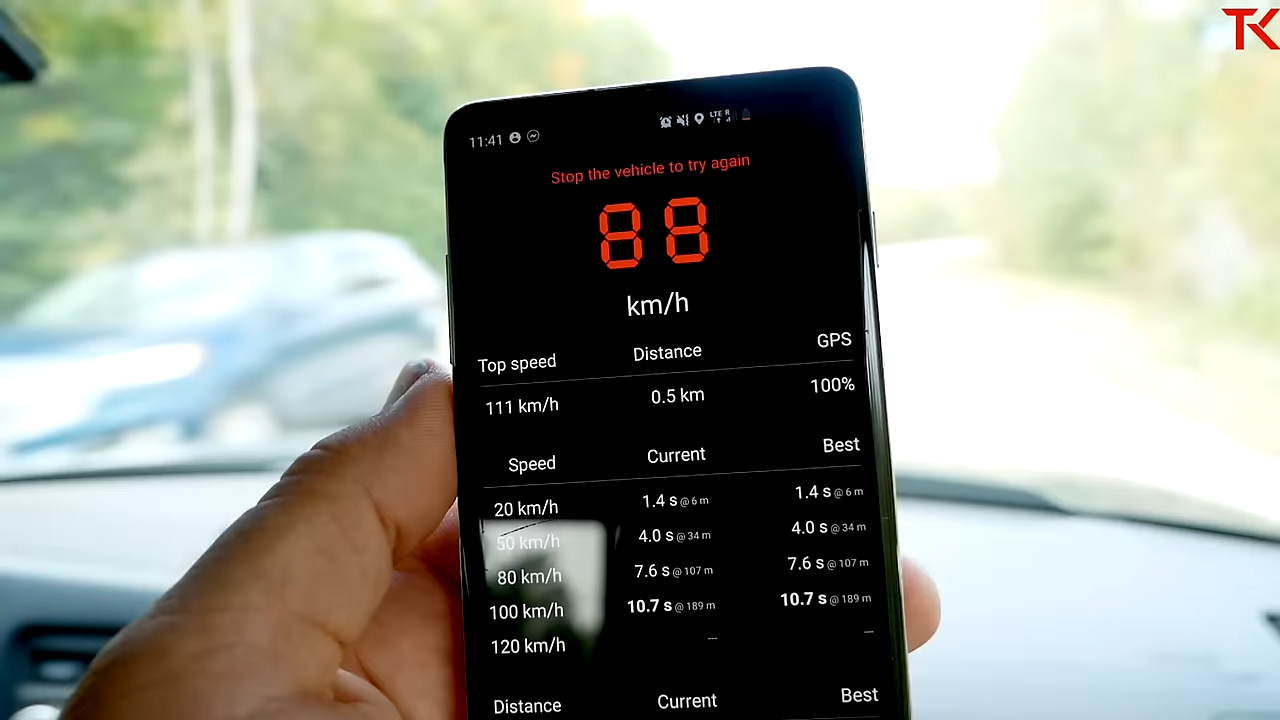 TK
11:41 LTE R
Stop the vehicle to try again
88
km/h
Top speed Distance GPS
111 km/h 0.5 km 100%
Speed Current Best
20 km/h 1.4 s @ 6 m 1.4 s @ 6 m
50 km/h 4.0 s @ 34 m 4.0 s @ 34 m
80 km/h 7.6 s @ 107 m 7.6 s @ 107 m
100 km/h 10.7 s @ 189 m 10.7 s @ 189 m
120 km/h --- ---
Distance Current Best